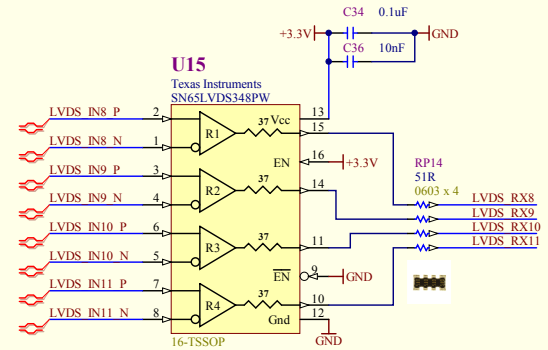 C34 0.1uF
+3.3V GND
C36 10nF
U15
Texas Instruments
SN65LVDS348PW
LVDS_IN8_P 2 37 Vcc 13
15
R1
LVDS_IN8_N 1 EN 16 +3.3V
RP14
51R
0603 x 4
LVDS_IN9_P 3 37 14
R2
LVDS_IN9_N 4
LVDS_RX8
LVDS_RX9
LVDS_RX10
LVDS_RX11
LVDS_IN10_P 6 37 11
R3
LVDS_IN10_N 5 EN 9 GND
LVDS_IN11_P 7 37 10
R4
LVDS_IN11_N 8 Gnd 12
16-TSSOP GND